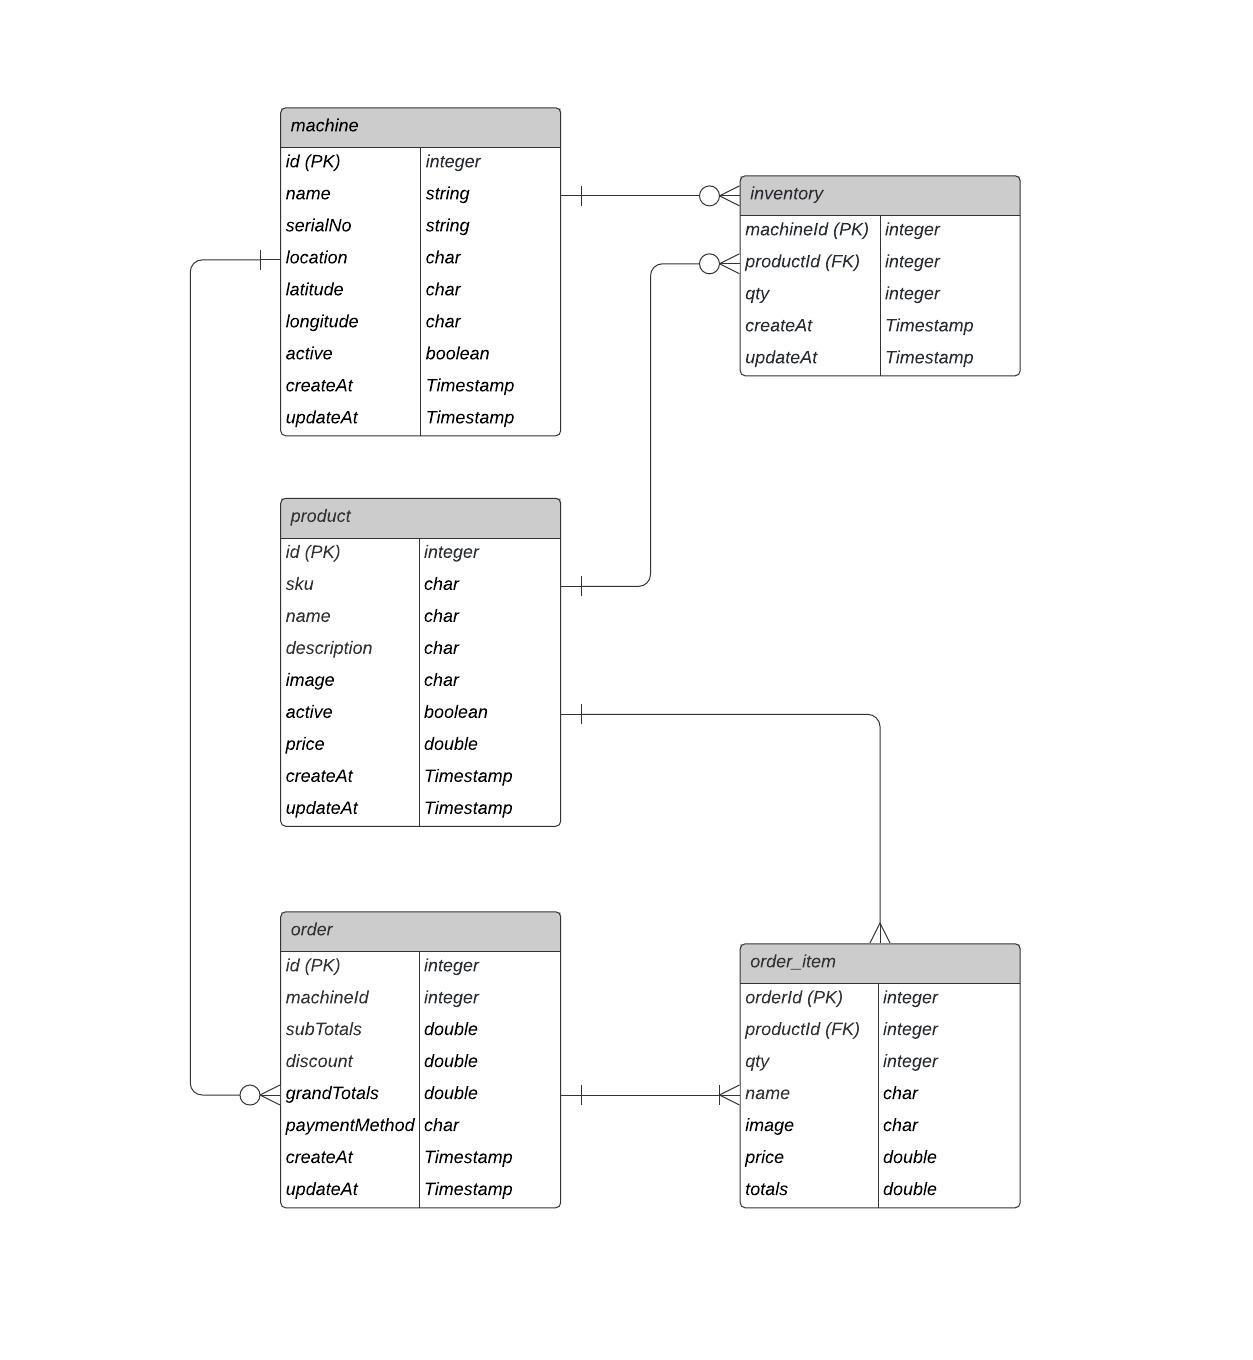 machine
id (PK) integer
name string
serialNo string
location char
latitude char
longitude char
active boolean
createAt Timestamp
updateAt Timestamp
inventory
machineId (PK) integer
productId (FK) integer
qty integer
createAt Timestamp
updateAt Timestamp
product
id (PK) integer
sku char
name char
description char
image char
active boolean
price double
createAt Timestamp
updateAt Timestamp
order
id (PK) integer
machineId integer
subTotals double
discount double
grandTotals double
paymentMethod char
createAt Timestamp
updateAt Timestamp
order_item
orderId (PK) integer
productId (FK) integer
qty integer
name char
image char
price double
totals double